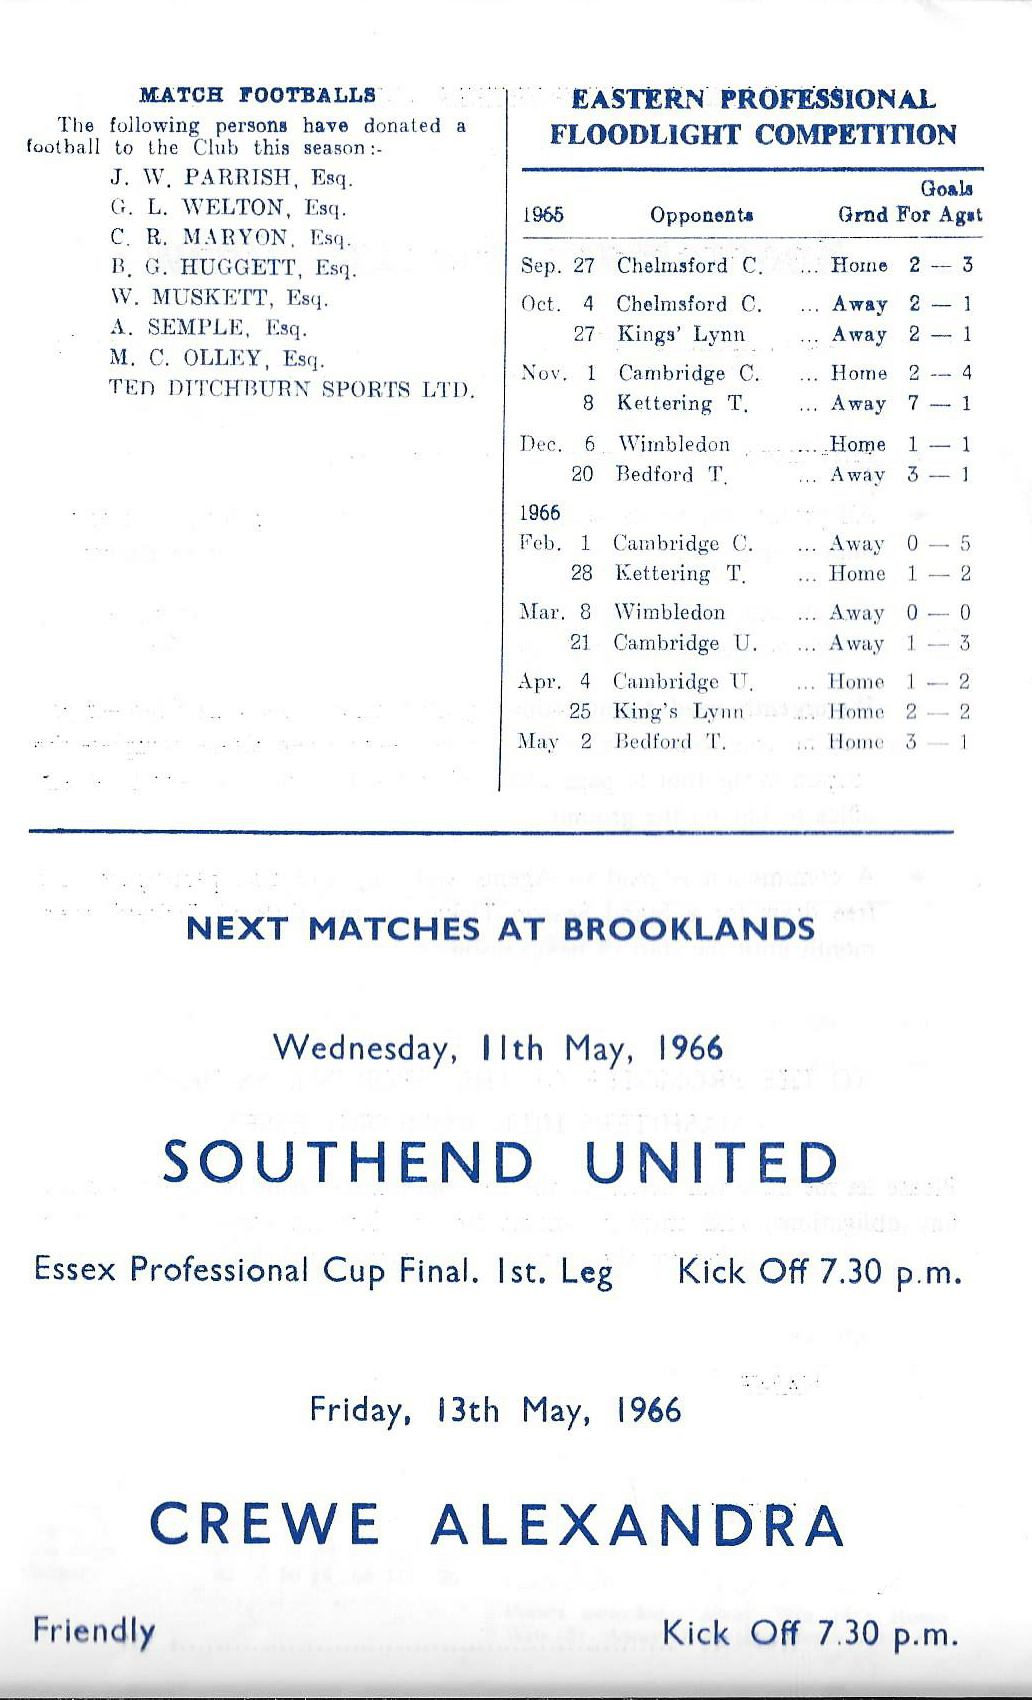 MATCH FOOTBALLS
The following persons have donated a
football to the Club this season:-
J. W. PARRISH, Esq.
G. L. WELTON, Esq.
C. R. MARYON, Esq.
B. G. HUGGETT, Esq.
W. MUSKETT, Esq.
A. SEMPLE, Esq.
M. C. OLLEY, Esq.
TED DITCHBURN SPORTS LTD.
EASTERN PROFESSIONAL
FLOODLIGHT COMPETITION
Goals
1965 Opponents Grnd For Agst
Sep. 27 Chelmsford C. ... Home 2 — 3
Oct. 4 Chelmsford C. ... Away 2 — 1
27 Kings' Lynn ... Away 2 — 1
Nov. 1 Cambridge C. ... Home 2 — 4
8 Kettering T. ... Away 7 — 1
Dec. 6 Wimbledon ... Home 1 — 1
20 Bedford T. ... Away 3 — 1
1966
Feb. 1 Cambridge C. ... Away 0 — 5
28 Kettering T. ... Home 1 — 2
Mar. 8 Wimbledon ... Away 0 — 0
21 Cambridge U. ... Away 1 — 3
Apr. 4 Cambridge U. ... Home 1 — 2
25 King's Lynn ... Home 2 — 2
May 2 Bedford T. ... Home 3 — 1
NEXT MATCHES AT BROOKLANDS
Wednesday, 11th May, 1966
SOUTHEND UNITED
Essex Professional Cup Final. 1st. Leg Kick Off 7.30 p.m.
Friday, 13th May, 1966
CREWE ALEXANDRA
Friendly Kick Off 7.30 p.m.